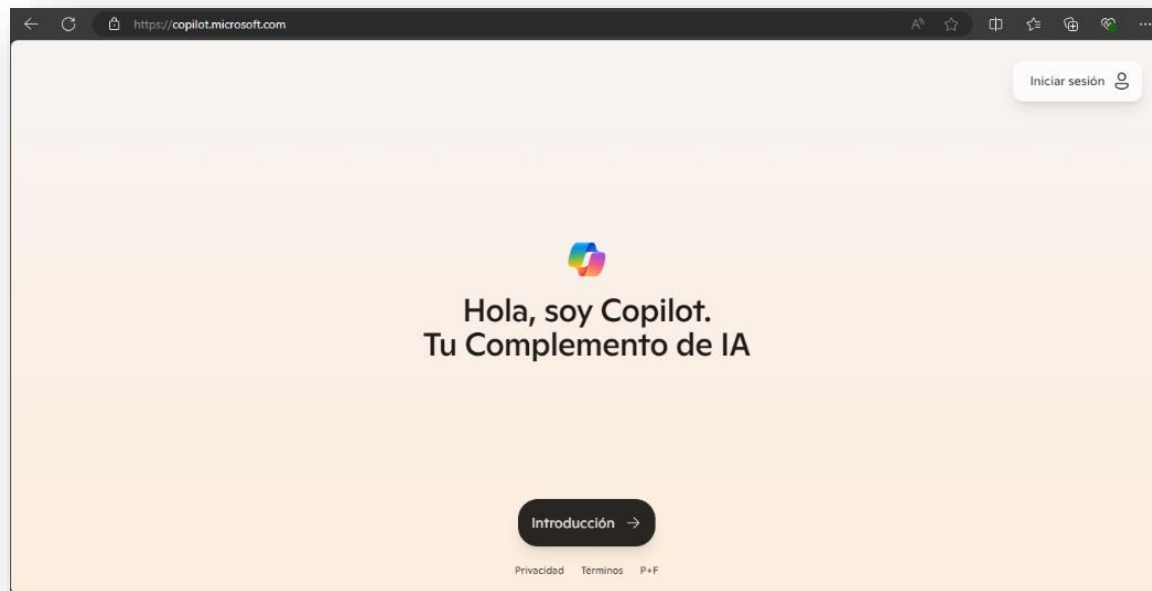 https://copilot.microsoft.com
Iniciar sesión
Hola, soy Copilot.
Tu Complemento de IA
Introducción
Privacidad Términos P+F